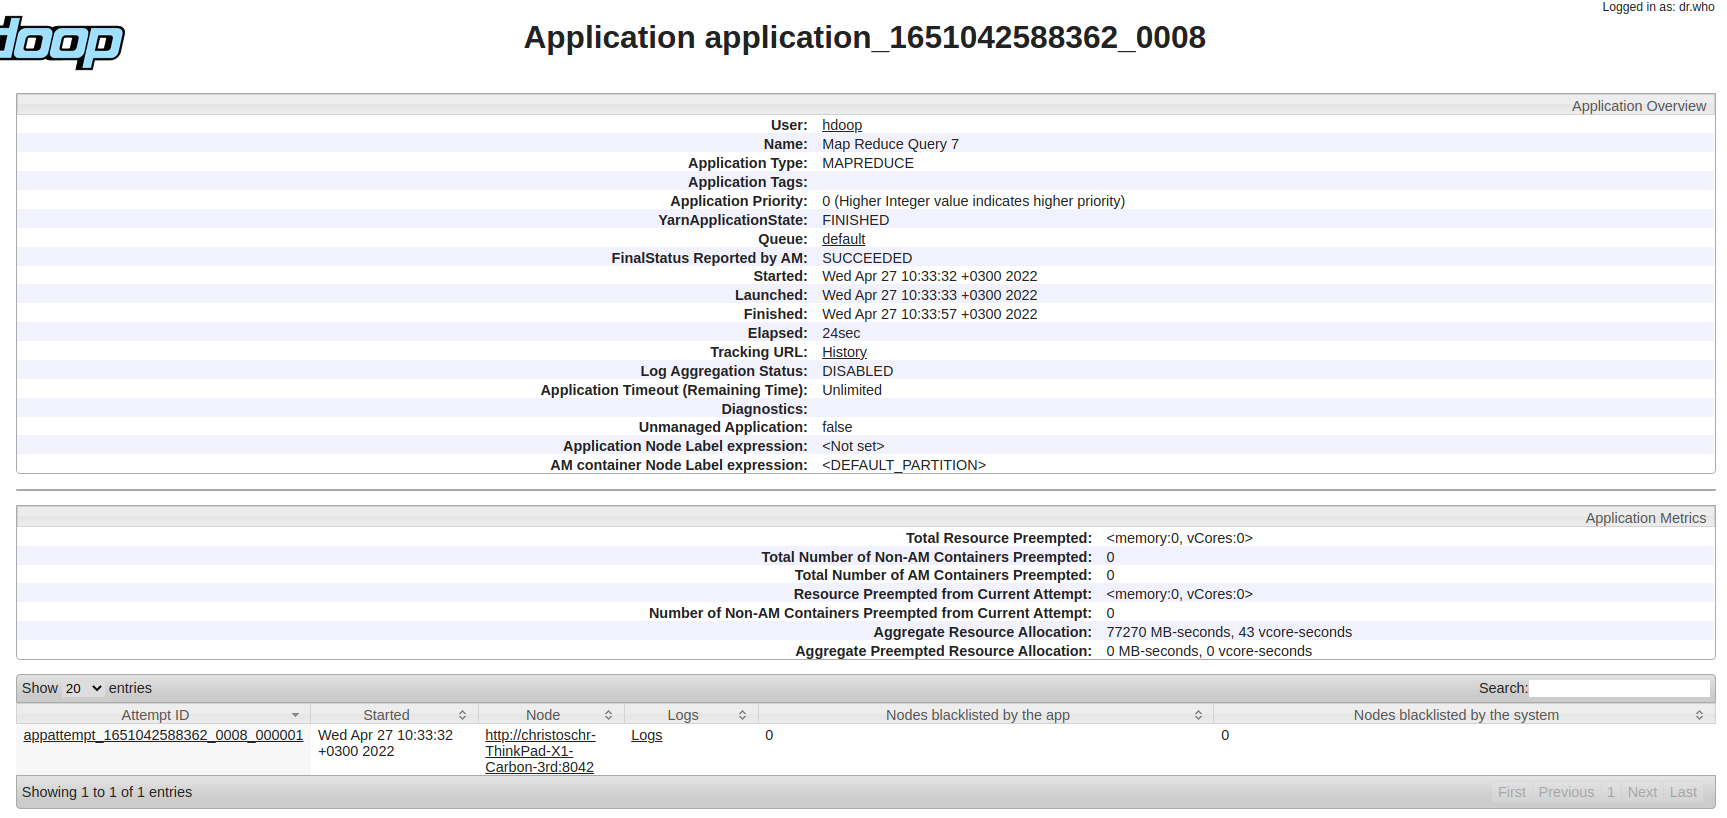 Logged in as: dr.who
doop
Application application_1651042588362_0008
Application Overview
User: hdoop
Name: Map Reduce Query 7
Application Type: MAPREDUCE
Application Tags:
Application Priority: 0 (Higher Integer value indicates higher priority)
YarnApplicationState: FINISHED
Queue: default
FinalStatus Reported by AM: SUCCEEDED
Started: Wed Apr 27 10:33:32 +0300 2022
Launched: Wed Apr 27 10:33:33 +0300 2022
Finished: Wed Apr 27 10:33:57 +0300 2022
Elapsed: 24sec
Tracking URL: History
Log Aggregation Status: DISABLED
Application Timeout (Remaining Time): Unlimited
Diagnostics:
Unmanaged Application: false
Application Node Label expression: <Not set>
AM container Node Label expression: <DEFAULT_PARTITION>
Application Metrics
Total Resource Preempted: <memory:0, vCores:0>
Total Number of Non-AM Containers Preempted: 0
Total Number of AM Containers Preempted: 0
Resource Preempted from Current Attempt: <memory:0, vCores:0>
Number of Non-AM Containers Preempted from Current Attempt: 0
Aggregate Resource Allocation: 77270 MB-seconds, 43 vcore-seconds
Aggregate Preempted Resource Allocation: 0 MB-seconds, 0 vcore-seconds
Show 20 entries Search:
Attempt ID Started Node Logs Nodes blacklisted by the app Nodes blacklisted by the system
appattempt_1651042588362_0008_000001 Wed Apr 27 10:33:32 http://christoschr- Logs 0 0
+0300 2022 ThinkPad-X1-
Carbon-3rd:8042
Showing 1 to 1 of 1 entries First Previous 1 Next Last